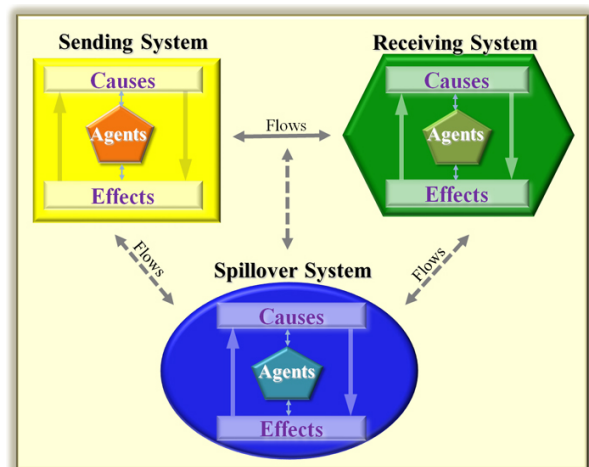 Sending System
Receiving System
Causes
Agents
Effects
Flows
Causes
Agents
Effects
Flows
Flows
Spillover System
Causes
Agents
Effects